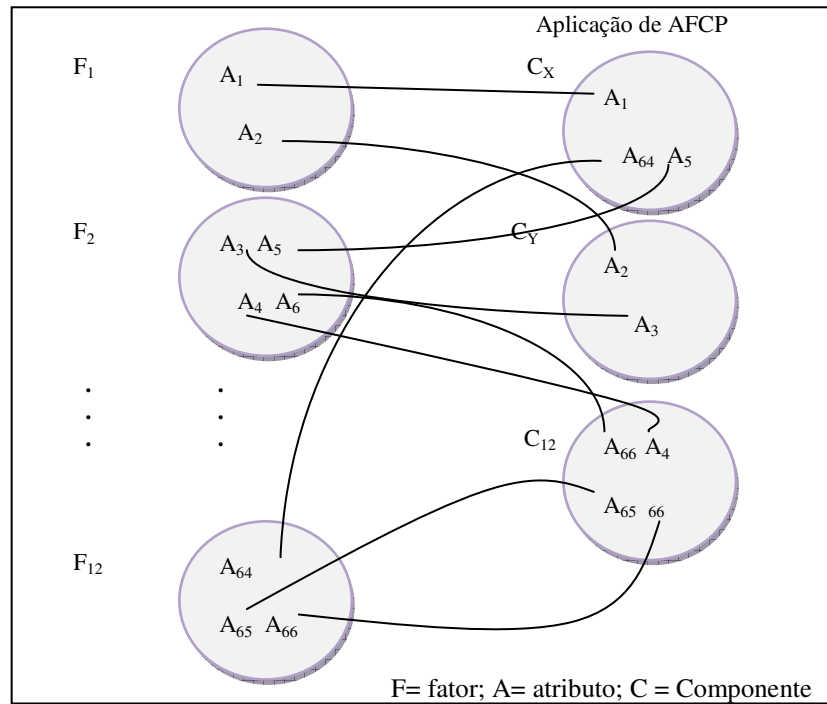 Aplicação de AFCP
F1
A1
A2
CX
A1
A64 A5
F2
A3 A5
A4 A6
CY
A2
A3
C12
A66 A4
A65 66
F12
A64
A65 A66
F= fator; A= atributo; C = Componente